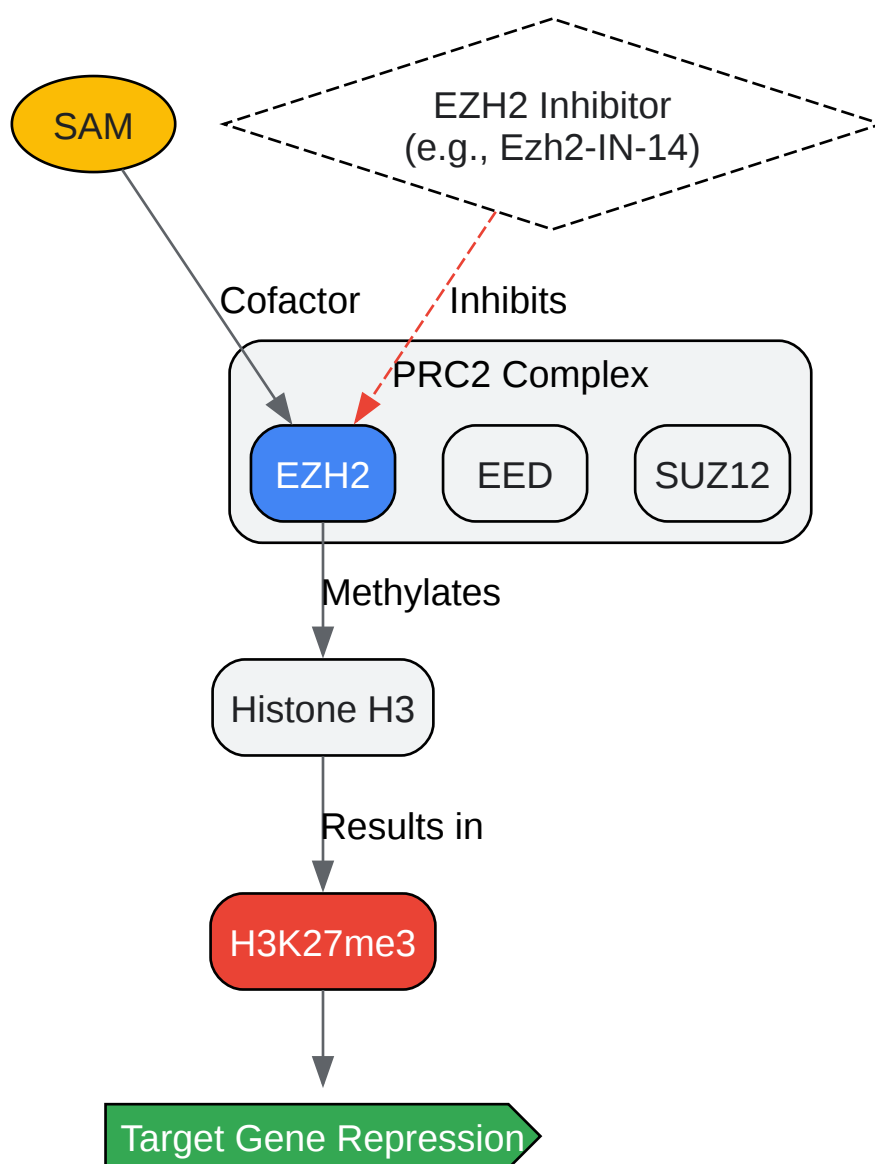 SAM
EZH2 Inhibitor
(e.g., Ezh2-IN-14)
Cofactor
Inhibits
PRC2 Complex
EZH2
EED
SUZ12
Methylates
Histone H3
Results in
H3K27me3
Target Gene Repression